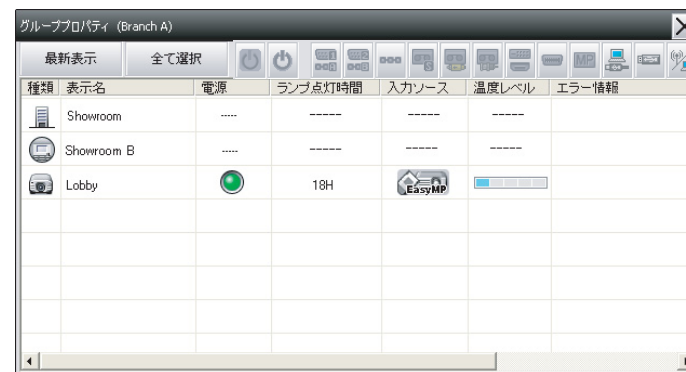 グループプロパティ (Branch A)
最新表示 全て選択
種類 表示名 電源 ランプ点灯時間 入力ソース 温度レベル エラー情報
Showroom ----- ----- ----- -----
Showroom B ----- ----- ----- -----
Lobby 18H EasyMP